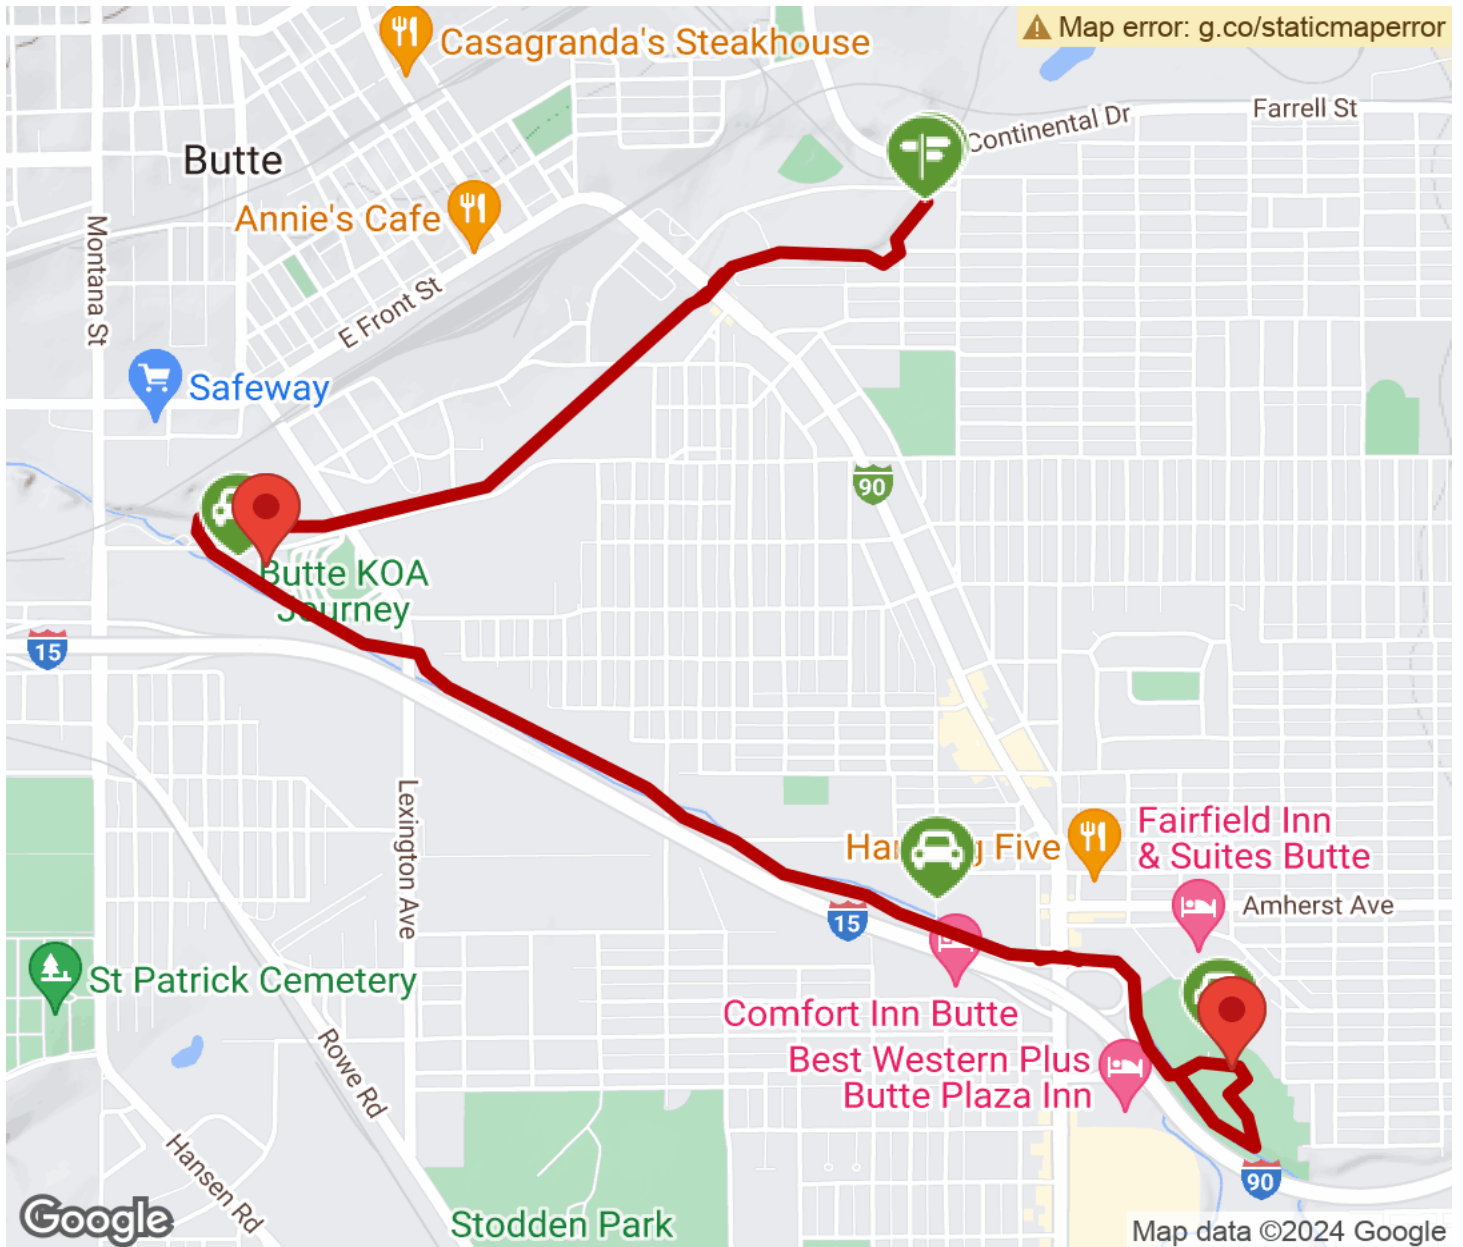 Map error: g.co/staticmaperror
Casagranda's Steakhouse
Farrell St
Continental Dr
Butte
Annie's Cafe
Montana St
E Front St
Safeway
90
Butte KOA
Journey
15
Lexington Ave
Fairfield Inn
& Suites Butte
Five
Amherst Ave
15
St Patrick Cemetery
Comfort Inn Butte
Rowe Rd
Best Western Plus
Butte Plaza Inn
Hansen Rd
90
Stodden Park
Google
Map data ©2024 Google